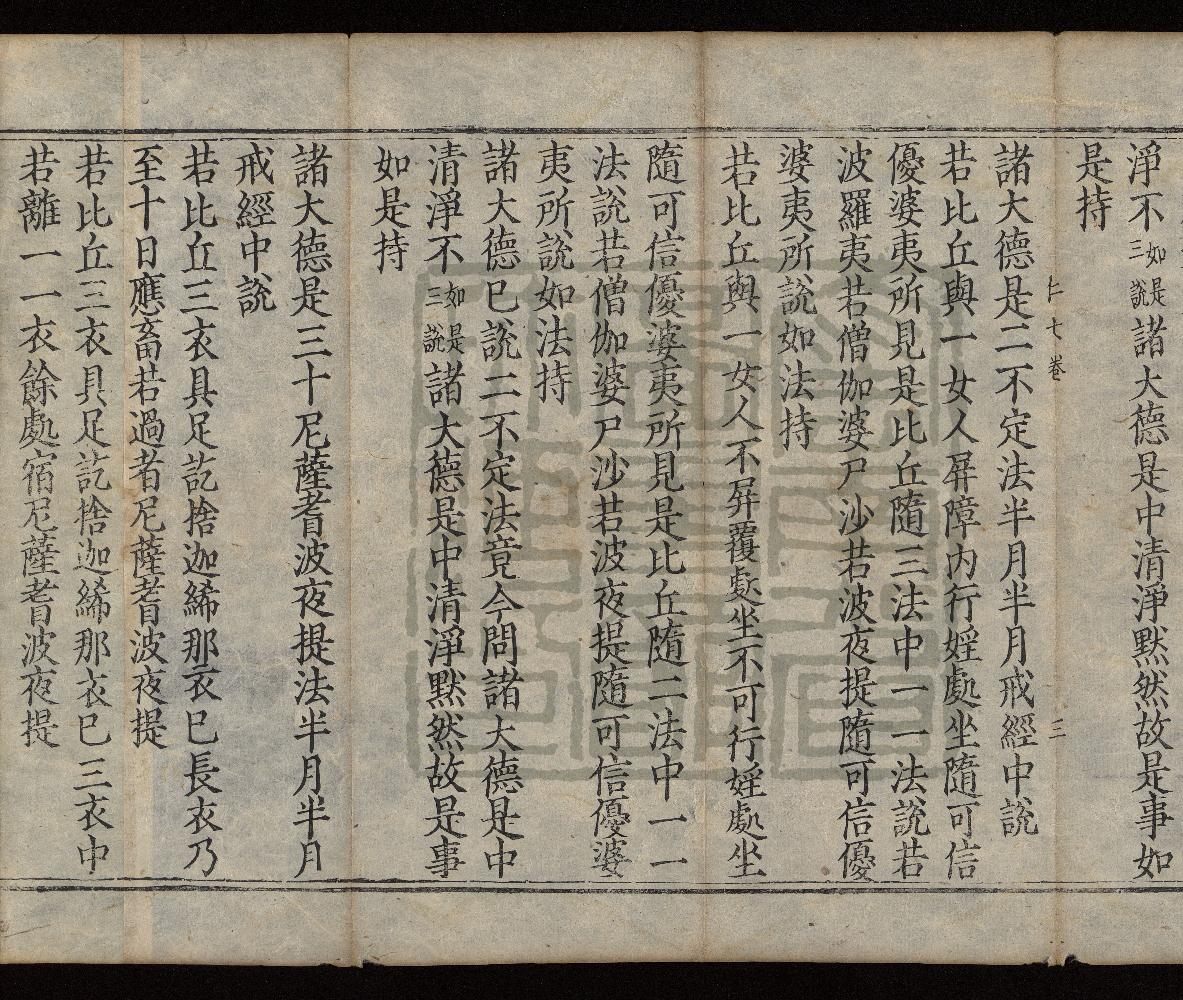 淨不如是三說諸大德是中清淨黙然故是事如
是持
仁七卷 三
諸大德是二不定法半月半月戒經中說
若比丘與一女人屏障内行婬處坐隨可信
優婆夷所見是比丘隨三法中一一法說若
波羅夷若僧伽婆尸沙若波夜提隨可信優
婆夷所說如法持
若比丘與一女人不屏覆處坐不可行婬處坐
隨可信優婆夷所見是比丘隨二法中一一
法說若僧伽婆尸沙若波夜提隨可信優婆
夷所說如法持
諸大德巳說二不定法竟今問諸大德是中
清淨不如是三說諸大德是中清淨黙然故是事
如是持
諸大德是三十尼薩耆波夜提法半月半月
戒經中說
若比丘三衣具足訖捨迦絺那衣巳長衣乃
至十日應畜若過者尼薩耆波夜提
若比丘三衣具足訖捨迦絺那衣巳三衣中
若離一一衣餘處宿尼薩耆波夜提